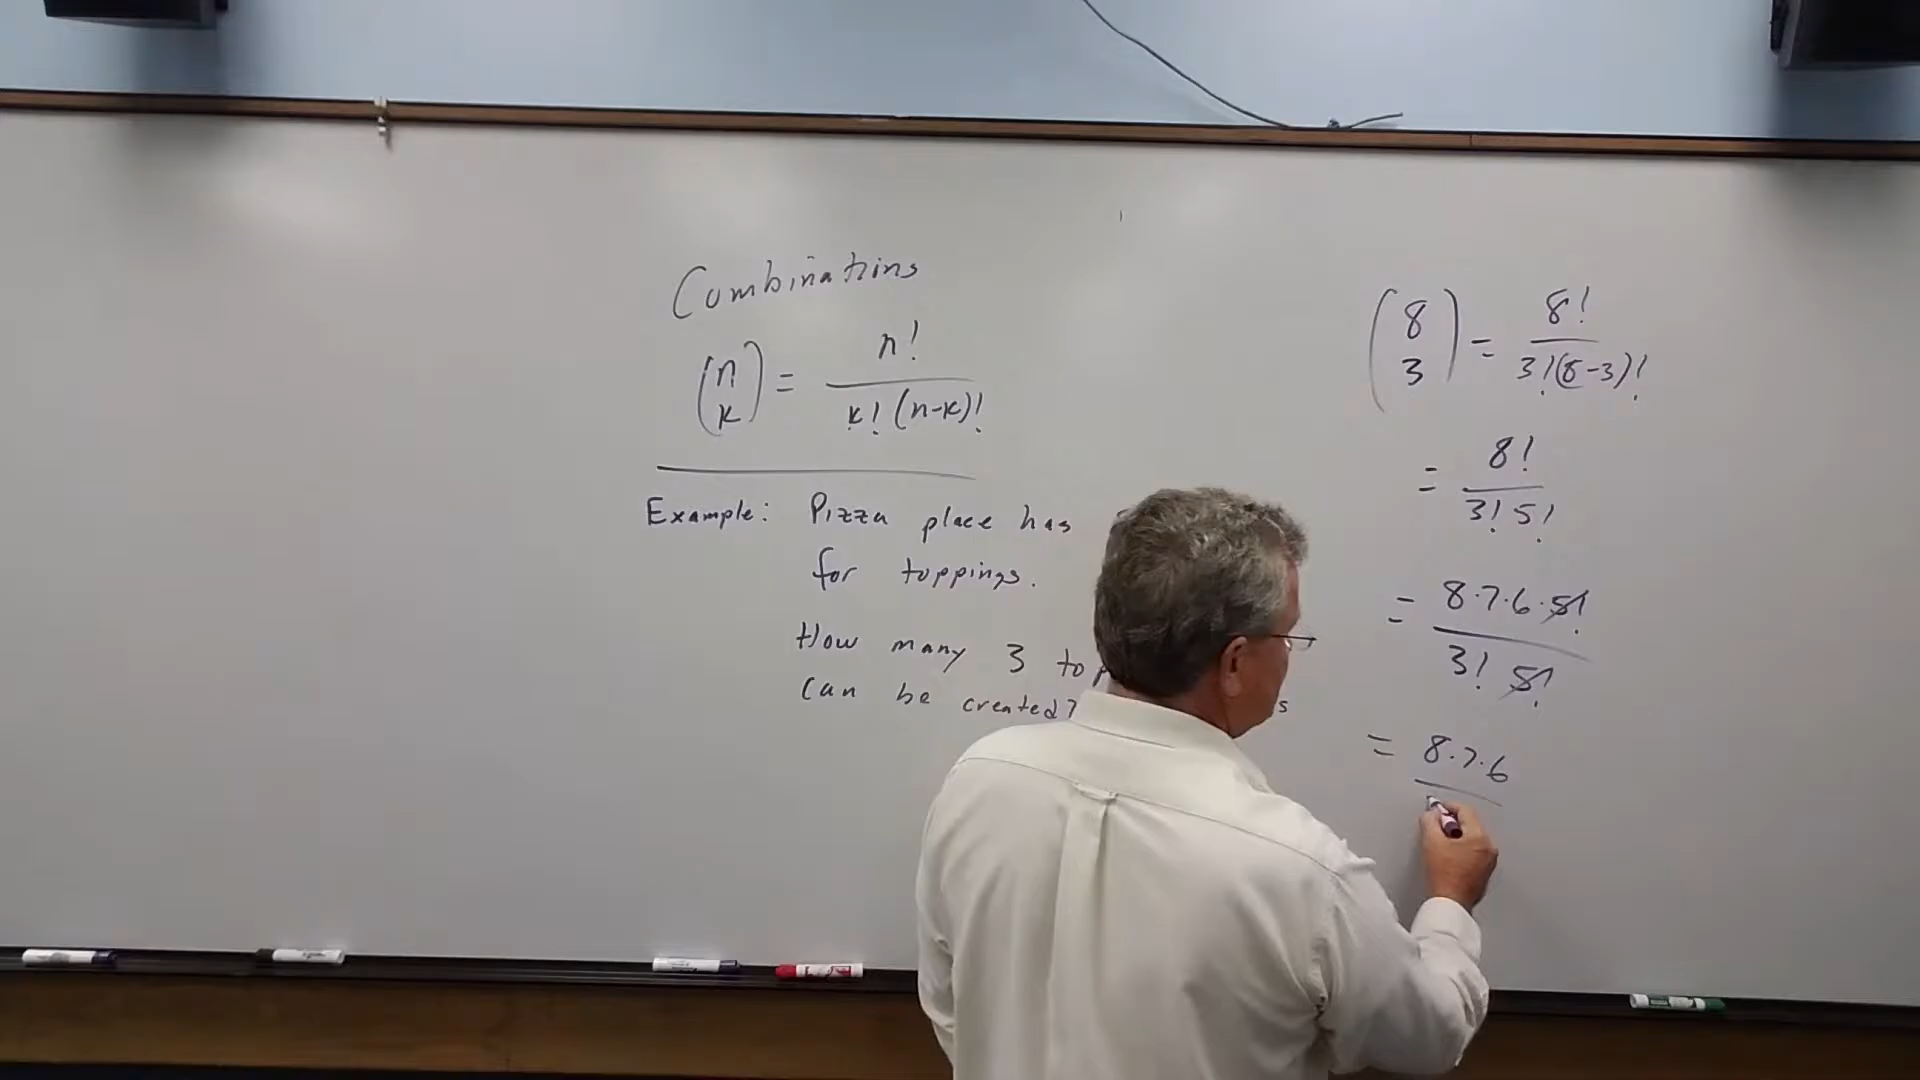 Combinations
(n k) = n! / k! (n-k)!
Example: Pizza place has
for toppings.
How many 3
can be created?
(8 3) = 8! / 3!(8-3)!
= 8! / 3! 5!
= 8·7·6·5! / 3! 5!
= 8·7·6